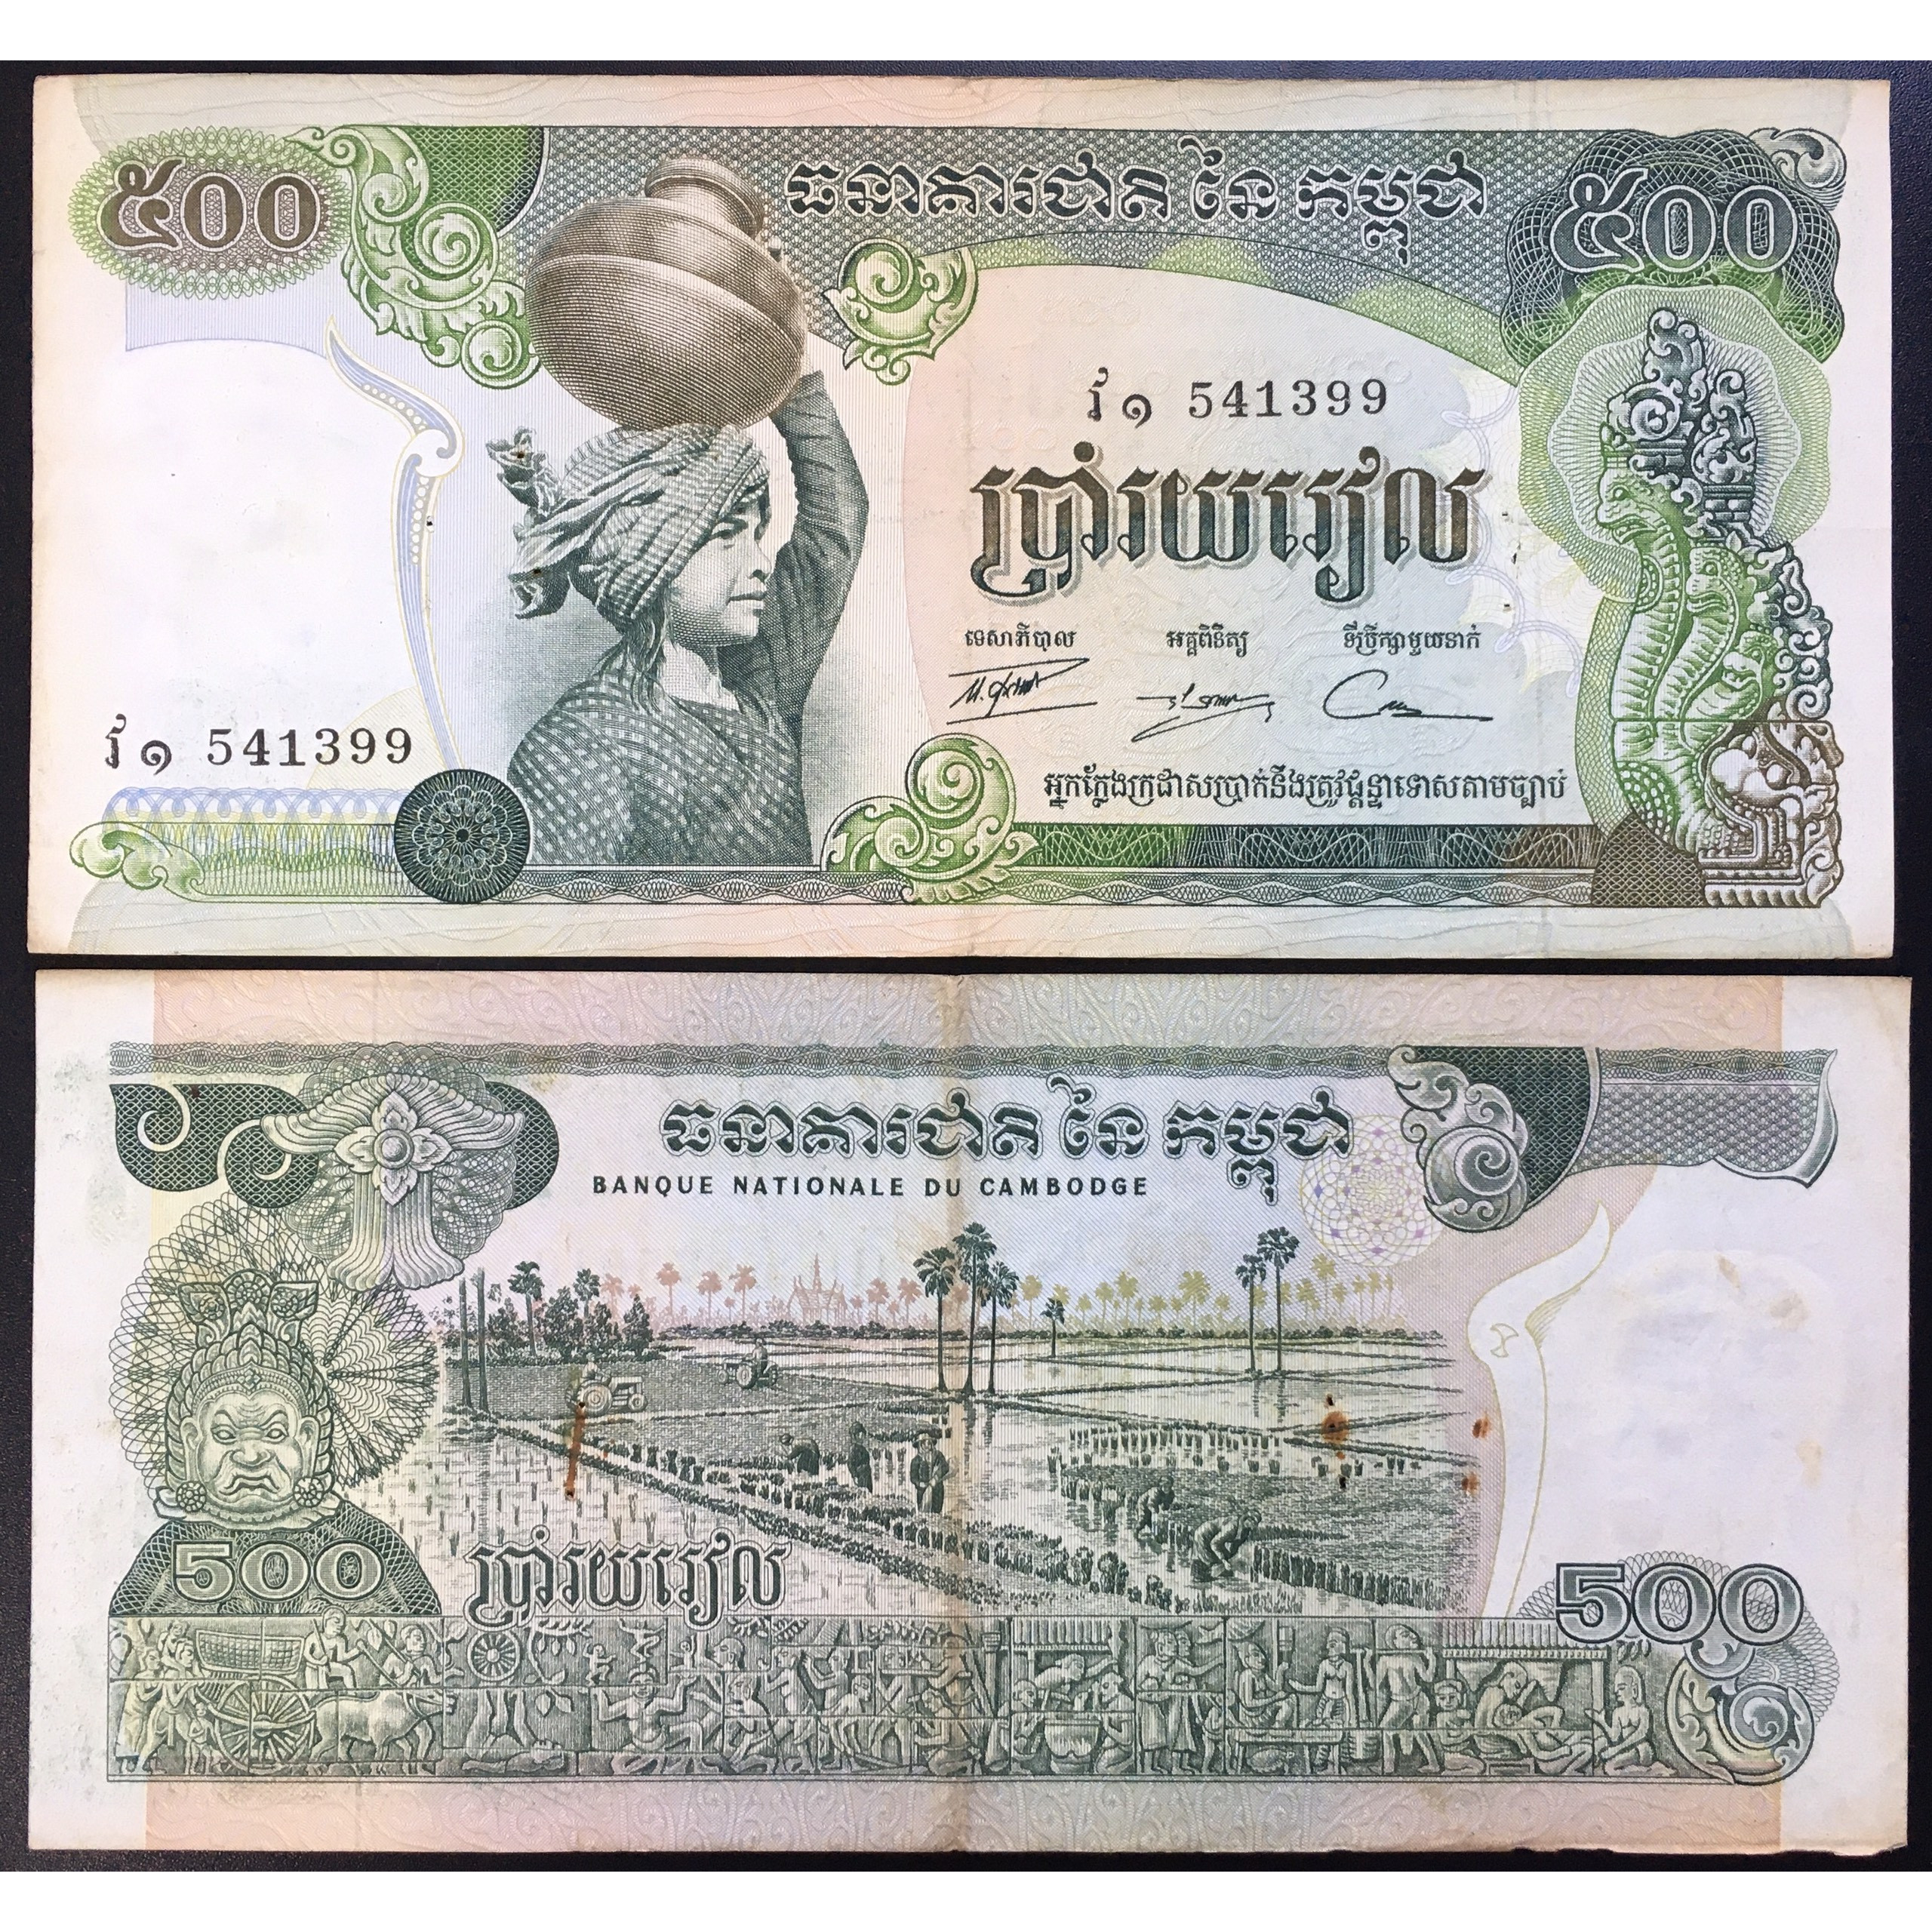 ៥០០
ធនាគារជាតិ នៃ កម្ពុជា
៥០០
រ៍ ១ 541399
ប្រាំរយរៀល
ទេសាភិបាល អគ្គពិនិត្យ ទីប្រឹក្សាមួយនាក់
រ៍ ១ 541399
អ្នកក្លែងក្រដាសប្រាក់នឹងត្រូវផ្តន្ទាទោសតាមច្បាប់
ធនាគារជាតិ នៃ កម្ពុជា
BANQUE NATIONALE DU CAMBODGE
500
ប្រាំរយរៀល
500